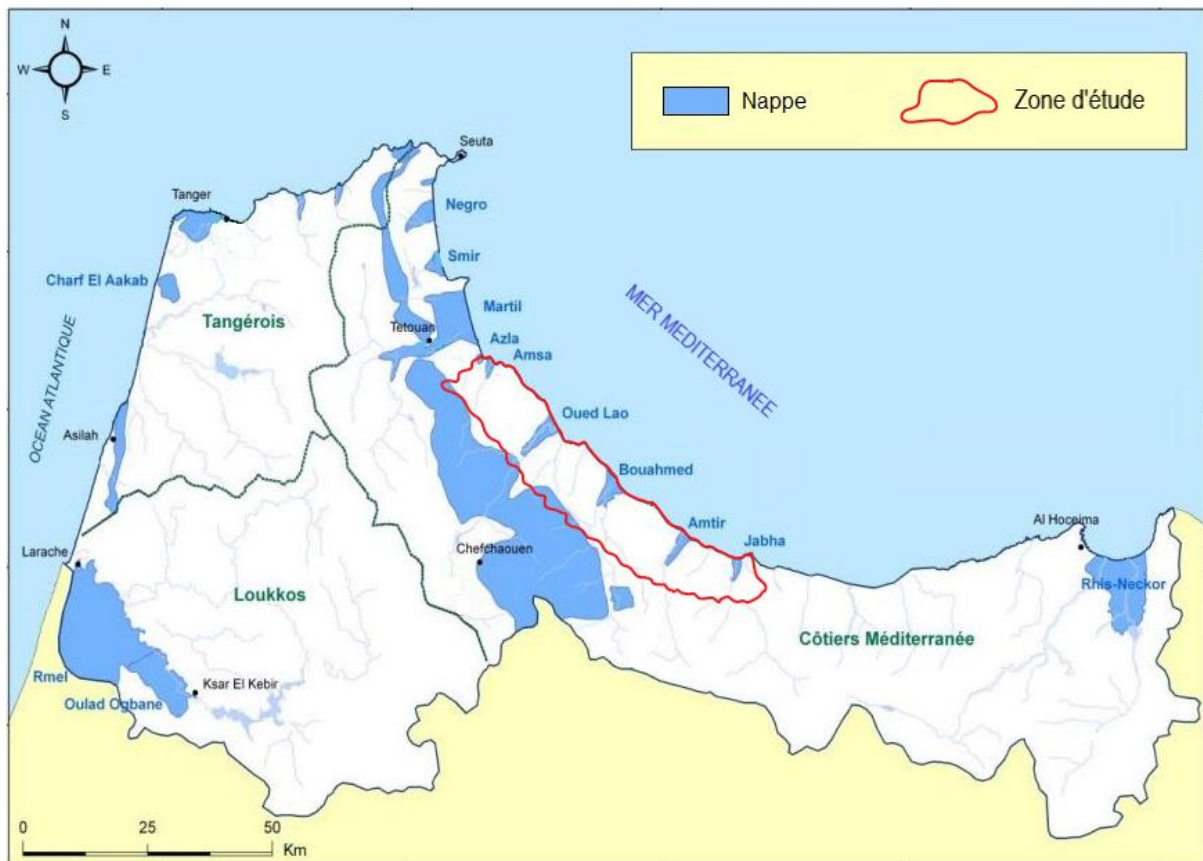 N
W E
S
Nappe
Zone d'étude
Seuta
Tanger
Negro
Smir
Charf El Aakab
Martil
Tangérois
Tetouan
Azla
Amsa
MER MEDITERRANEE
OCEAN ATLANTIQUE
Oued Lao
Asilah
Bouahmed
Amtir
Al Hoceima
Jabha
Larache
Chefchaouen
Rhis-Neckor
Loukkos
Côtiers Méditerranée
Rmel
Ksar El Kebir
Oulad Ogbane
0 25 50
Km